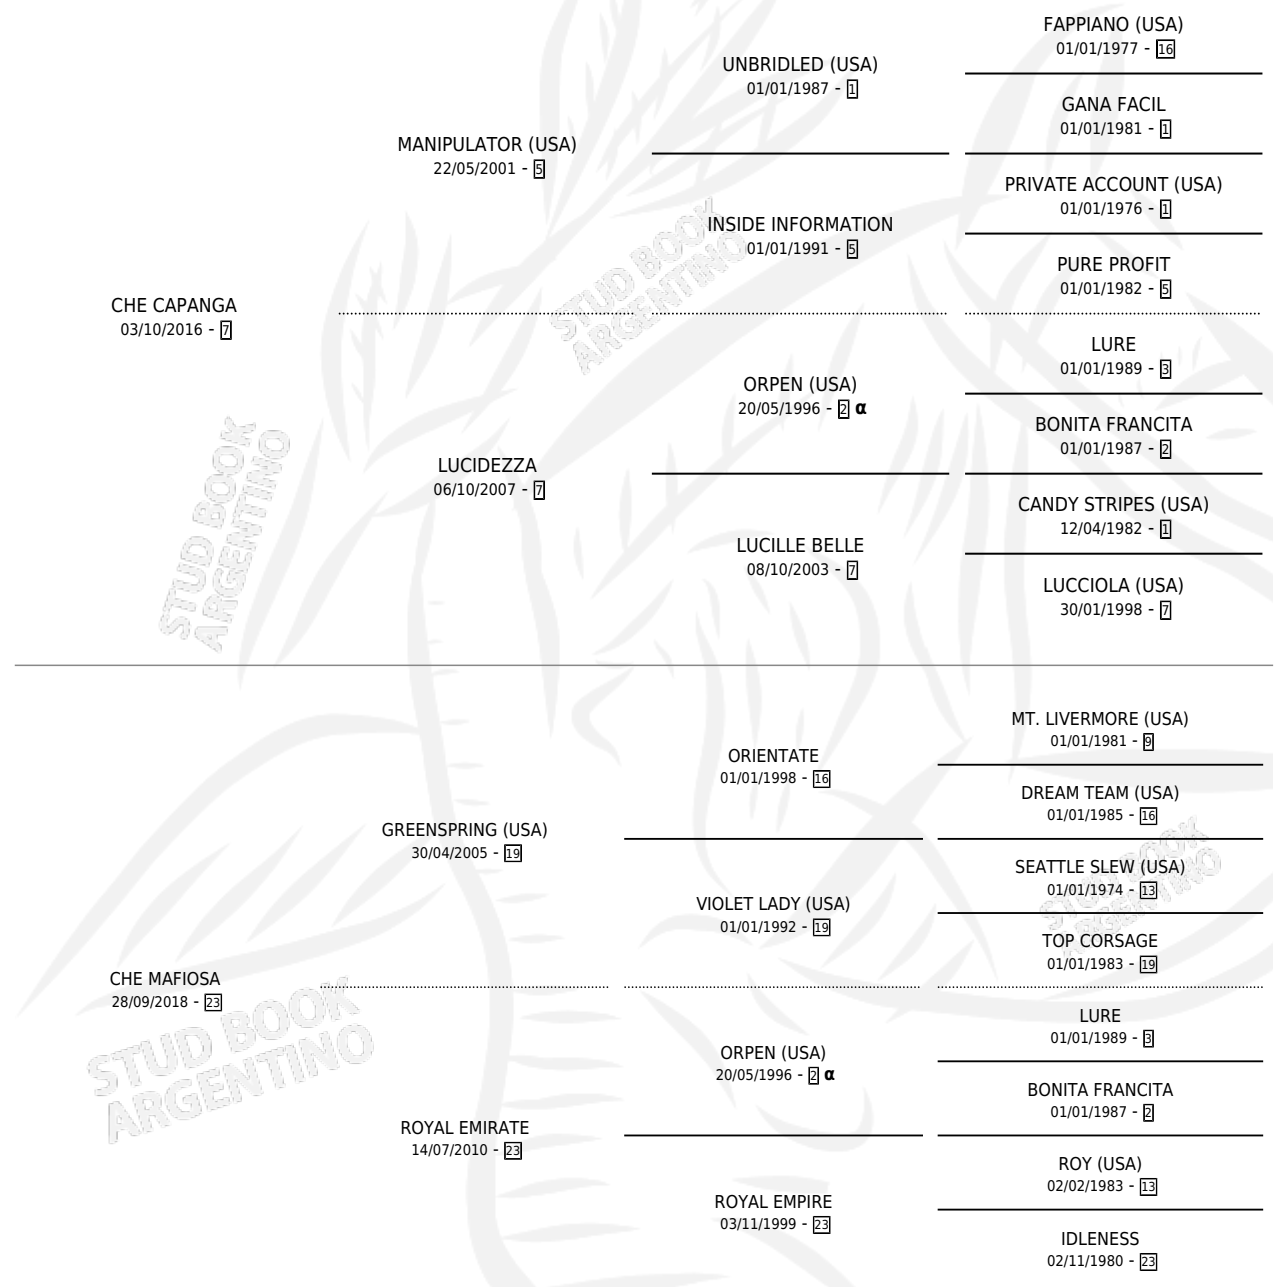 FAPPIANO (USA)
01/01/1977 - 16
UNBRIDLED (USA)
01/01/1987 - 1
GANA FACIL
01/01/1981 - 1
MANIPULATOR (USA)
22/05/2001 - 5
PRIVATE ACCOUNT (USA)
01/01/1976 - 1
INSIDE INFORMATION
01/01/1991 - 5
PURE PROFIT
01/01/1982 - 5
STUD BOOK
ARGENTINO
CHE CAPANGA
03/10/2016 - 7
LURE
01/01/1989 - 3
ORPEN (USA)
20/05/1996 - 2 α
BONITA FRANCITA
01/01/1987 - 2
LUCIDEZZA
06/10/2007 - 7
CANDY STRIPES (USA)
12/04/1982 - 1
LUCILLE BELLE
08/10/2003 - 7
LUCCIOLA (USA)
30/01/1998 - 7
STUD BOOK
ARGENTINO
MT. LIVERMORE (USA)
01/01/1981 - 9
ORIENTATE
01/01/1998 - 16
DREAM TEAM (USA)
01/01/1985 - 16
GREENSPRING (USA)
30/04/2005 - 19
SEATTLE SLEW (USA)
01/01/1974 - 13
VIOLET LADY (USA)
01/01/1992 - 19
TOP CORSAGE
01/01/1983 - 19
STUD BOOK
ARGENTINO
CHE MAFIOSA
28/09/2018 - 23
STUD BOOK
ARGENTINO
LURE
01/01/1989 - 3
ORPEN (USA)
20/05/1996 - 2 α
BONITA FRANCITA
01/01/1987 - 2
ROYAL EMIRATE
14/07/2010 - 23
ROY (USA)
02/02/1983 - 13
ROYAL EMPIRE
03/11/1999 - 23
IDLENESS
02/11/1980 - 23